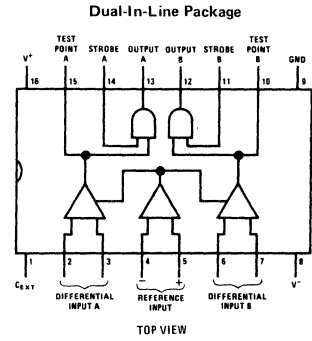 Dual-In-Line Package
V+
TEST POINT A
STROBE A
OUTPUT A
OUTPUT B
STROBE B
TEST POINT B
GND
16 15 14 13 12 11 10 9
1 2 3 4 5 6 7 8
− +
CEXT
DIFFERENTIAL INPUT A
REFERENCE INPUT
DIFFERENTIAL INPUT B
V−
TOP VIEW